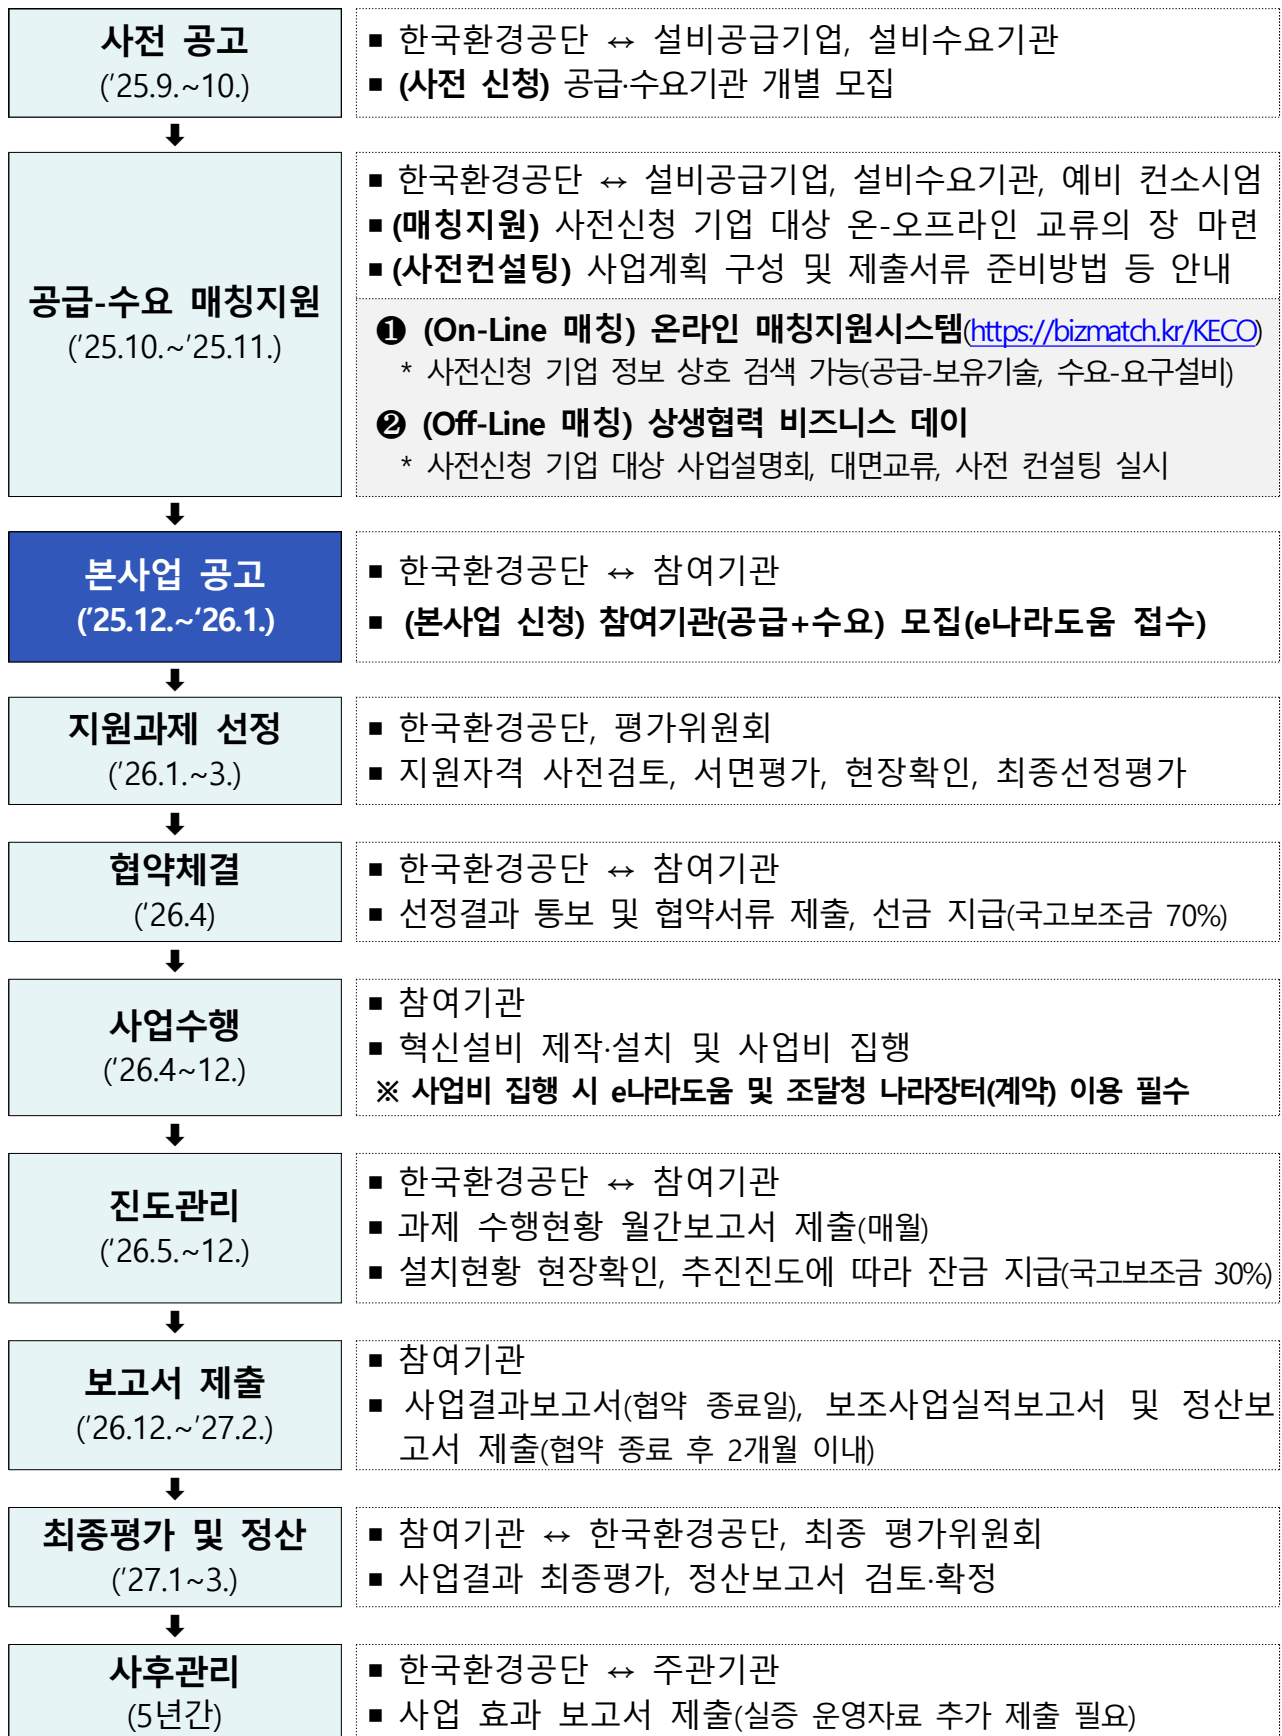 사전 공고
('25.9.~10.)
▪ 한국환경공단 ↔ 설비공급기업, 설비수요기관
▪ (사전 신청) 공급·수요기관 개별 모집
⬇
공급-수요 매칭지원
('25.10.~'25.11.)
▪ 한국환경공단 ↔ 설비공급기업, 설비수요기관, 예비 컨소시엄
▪ (매칭지원) 사전신청 기업 대상 온-오프라인 교류의 장 마련
▪ (사전컨설팅) 사업계획 구성 및 제출서류 준비방법 등 안내
❶ (On-Line 매칭) 온라인 매칭지원시스템(https://bizmatch.kr/KECO)
* 사전신청 기업 정보 상호 검색 가능(공급-보유기술, 수요-요구설비)
❷ (Off-Line 매칭) 상생협력 비즈니스 데이
* 사전신청 기업 대상 사업설명회, 대면교류, 사전 컨설팅 실시
⬇
본사업 공고
('25.12.~'26.1.)
▪ 한국환경공단 ↔ 참여기관
▪ (본사업 신청) 참여기관(공급+수요) 모집(e나라도움 접수)
⬇
지원과제 선정
('26.1.~3.)
▪ 한국환경공단, 평가위원회
▪ 지원자격 사전검토, 서면평가, 현장확인, 최종선정평가
⬇
협약체결
('26.4)
▪ 한국환경공단 ↔ 참여기관
▪ 선정결과 통보 및 협약서류 제출, 선금 지급(국고보조금 70%)
⬇
사업수행
('26.4~12.)
▪ 참여기관
▪ 혁신설비 제작·설치 및 사업비 집행
※ 사업비 집행 시 e나라도움 및 조달청 나라장터(계약) 이용 필수
⬇
진도관리
('26.5.~12.)
▪ 한국환경공단 ↔ 참여기관
▪ 과제 수행현황 월간보고서 제출(매월)
▪ 설치현황 현장확인, 추진진도에 따라 잔금 지급(국고보조금 30%)
⬇
보고서 제출
('26.12.~'27.2.)
▪ 참여기관
▪ 사업결과보고서(협약 종료일), 보조사업실적보고서 및 정산보
고서 제출(협약 종료 후 2개월 이내)
⬇
최종평가 및 정산
('27.1~3.)
▪ 참여기관 ↔ 한국환경공단, 최종 평가위원회
▪ 사업결과 최종평가, 정산보고서 검토·확정
⬇
사후관리
(5년간)
▪ 한국환경공단 ↔ 주관기관
▪ 사업 효과 보고서 제출(실증 운영자료 추가 제출 필요)